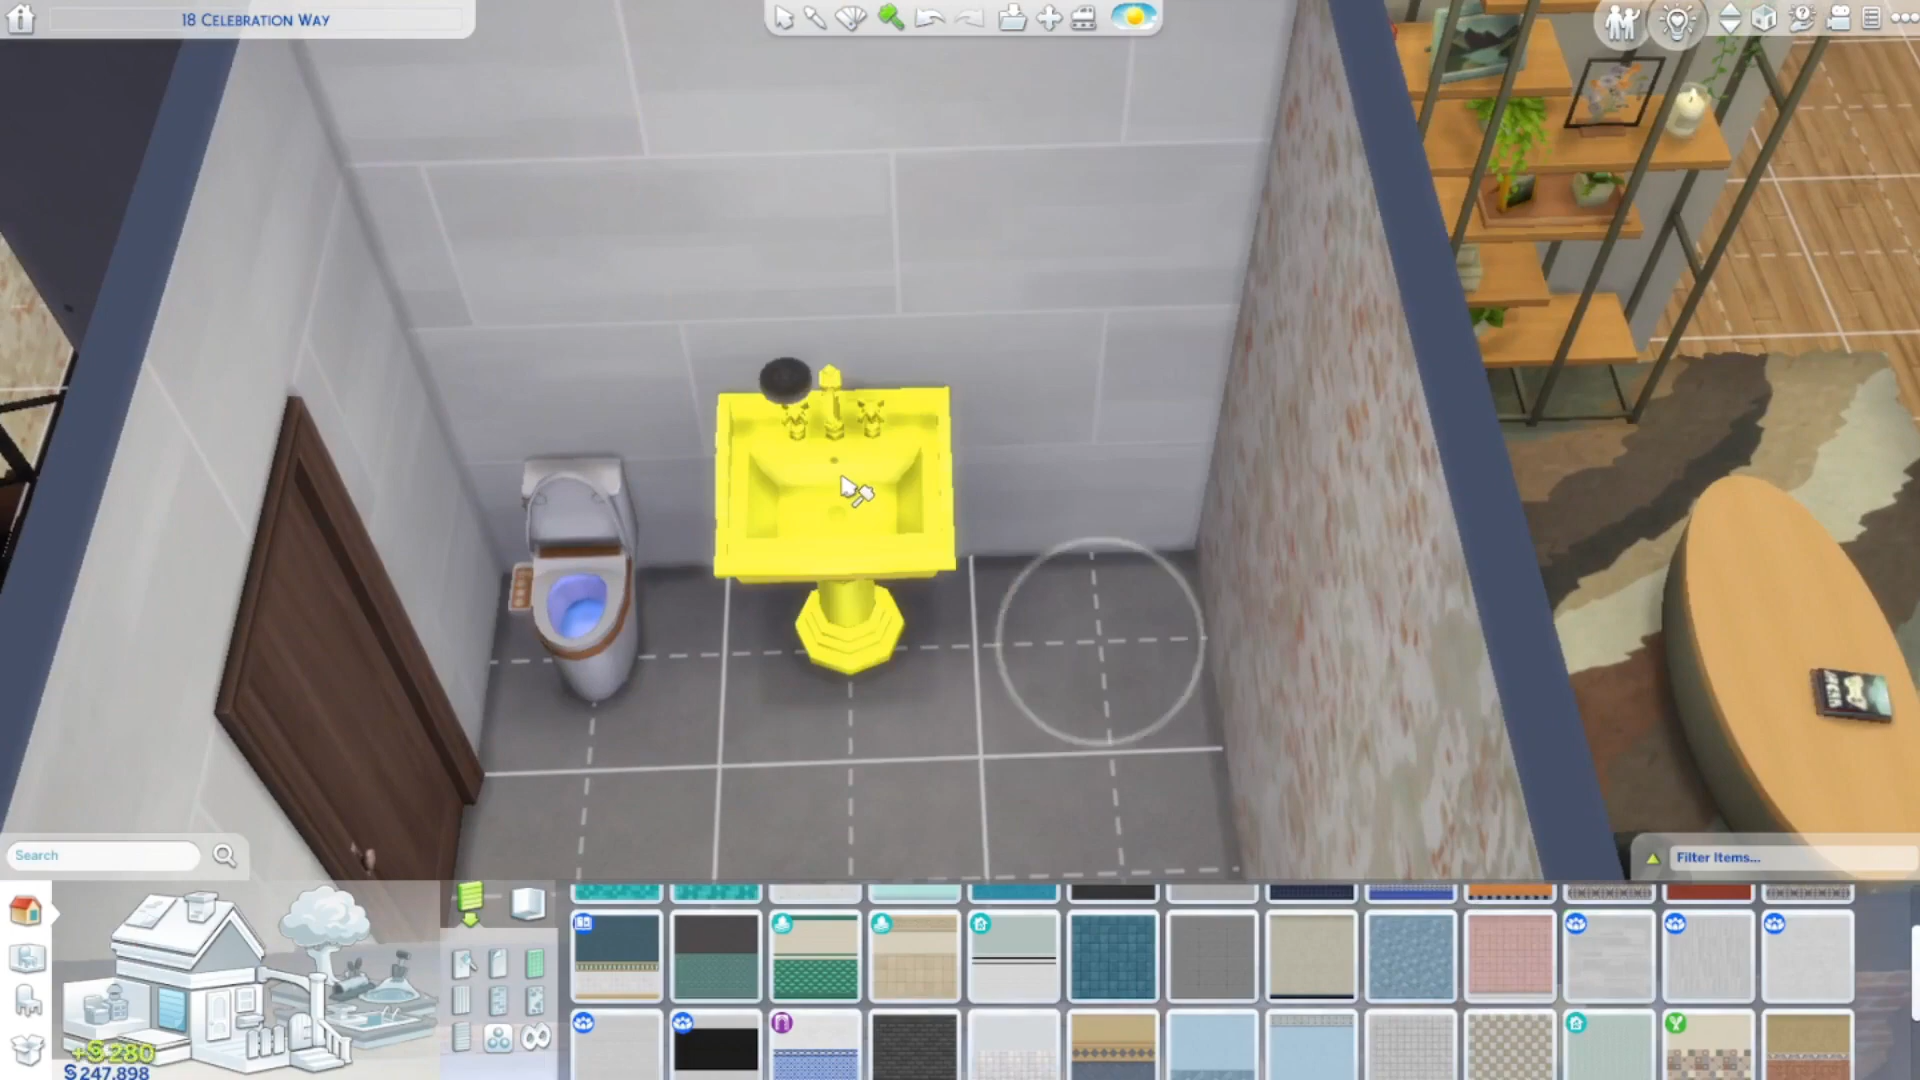 18 CELEBRATION WAY
Search
Filter Items...
+§280
§247,898